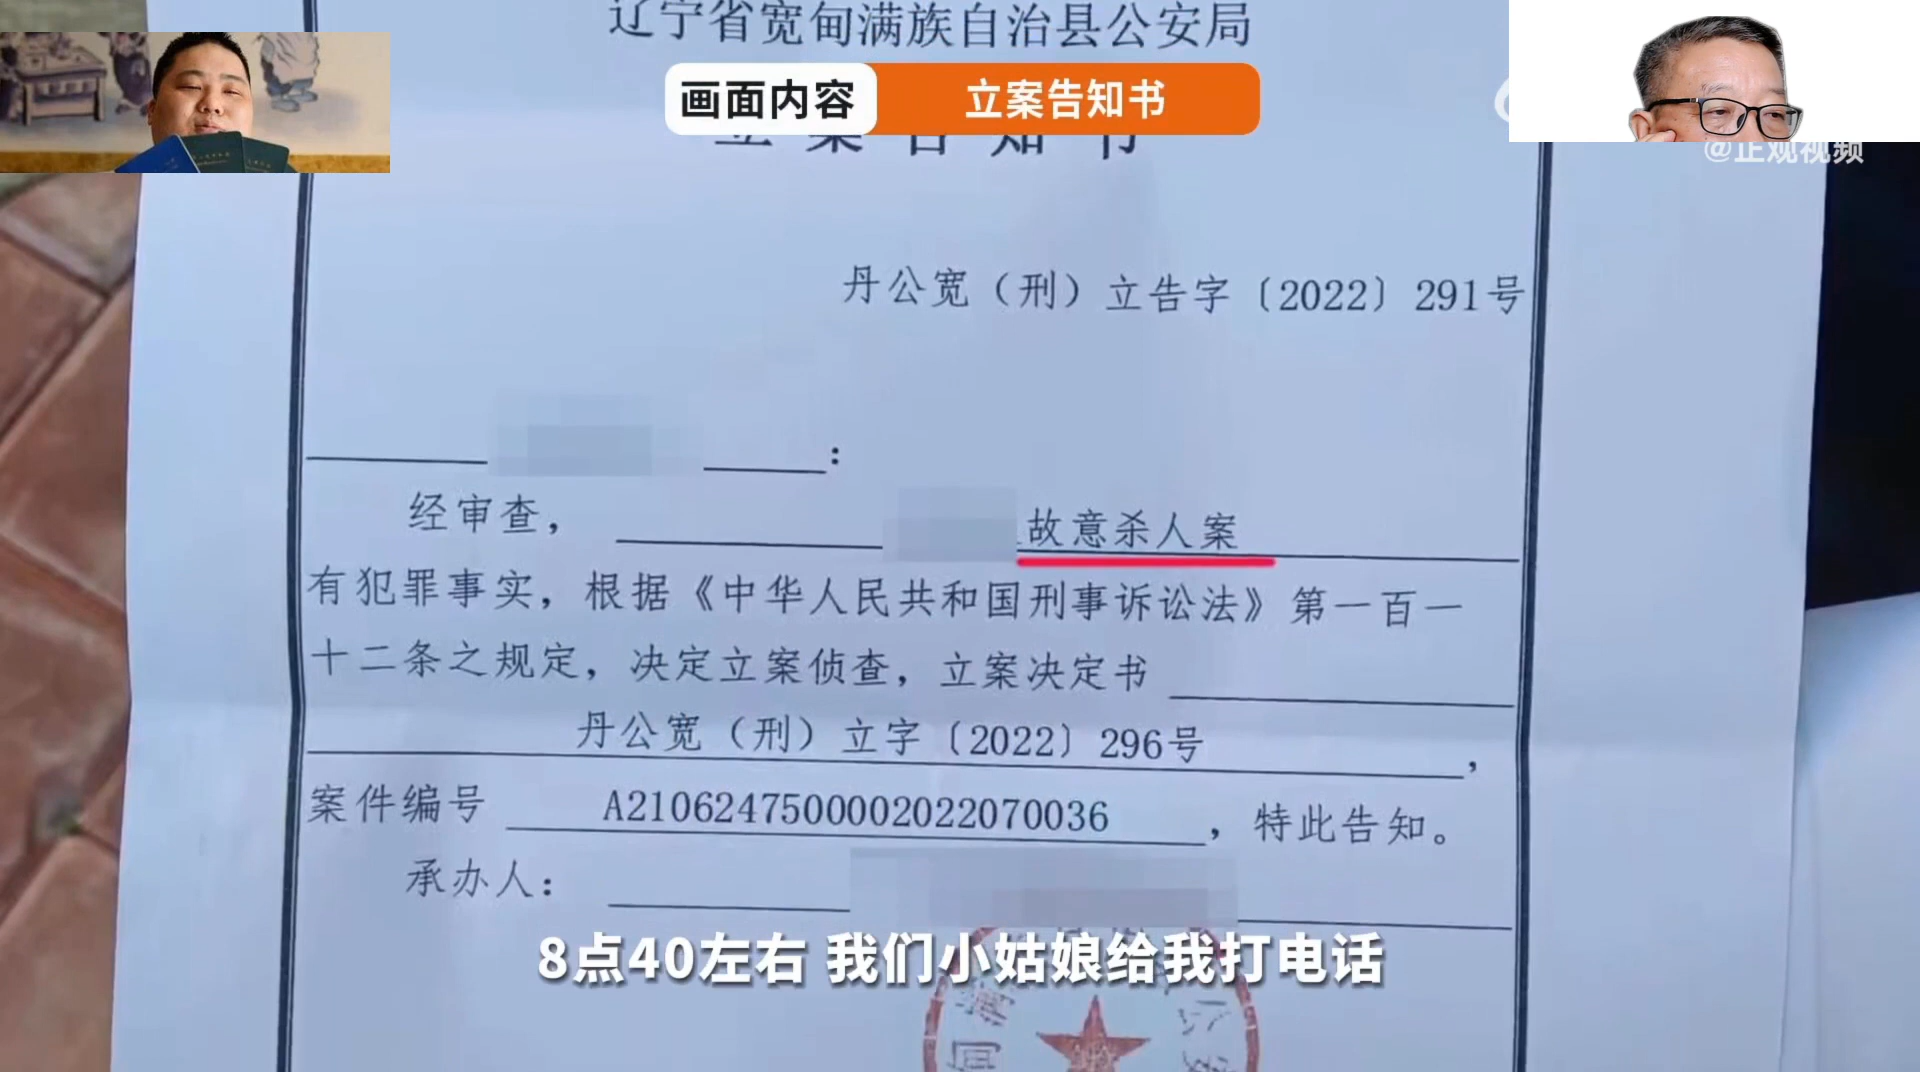 辽宁省宽甸满族自治县公安局
画面内容 立案告知书
立案告知书
@正观视频
丹公宽（刑）立告字〔2022〕291号
：
经审查，故意杀人案
有犯罪事实，根据《中华人民共和国刑事诉讼法》第一百一
十二条之规定，决定立案侦查，立案决定书
丹公宽（刑）立字〔2022〕296号，
案件编号 A2106247500002022070036，特此告知。
承办人：
8点40左右 我们小姑娘给我打电话